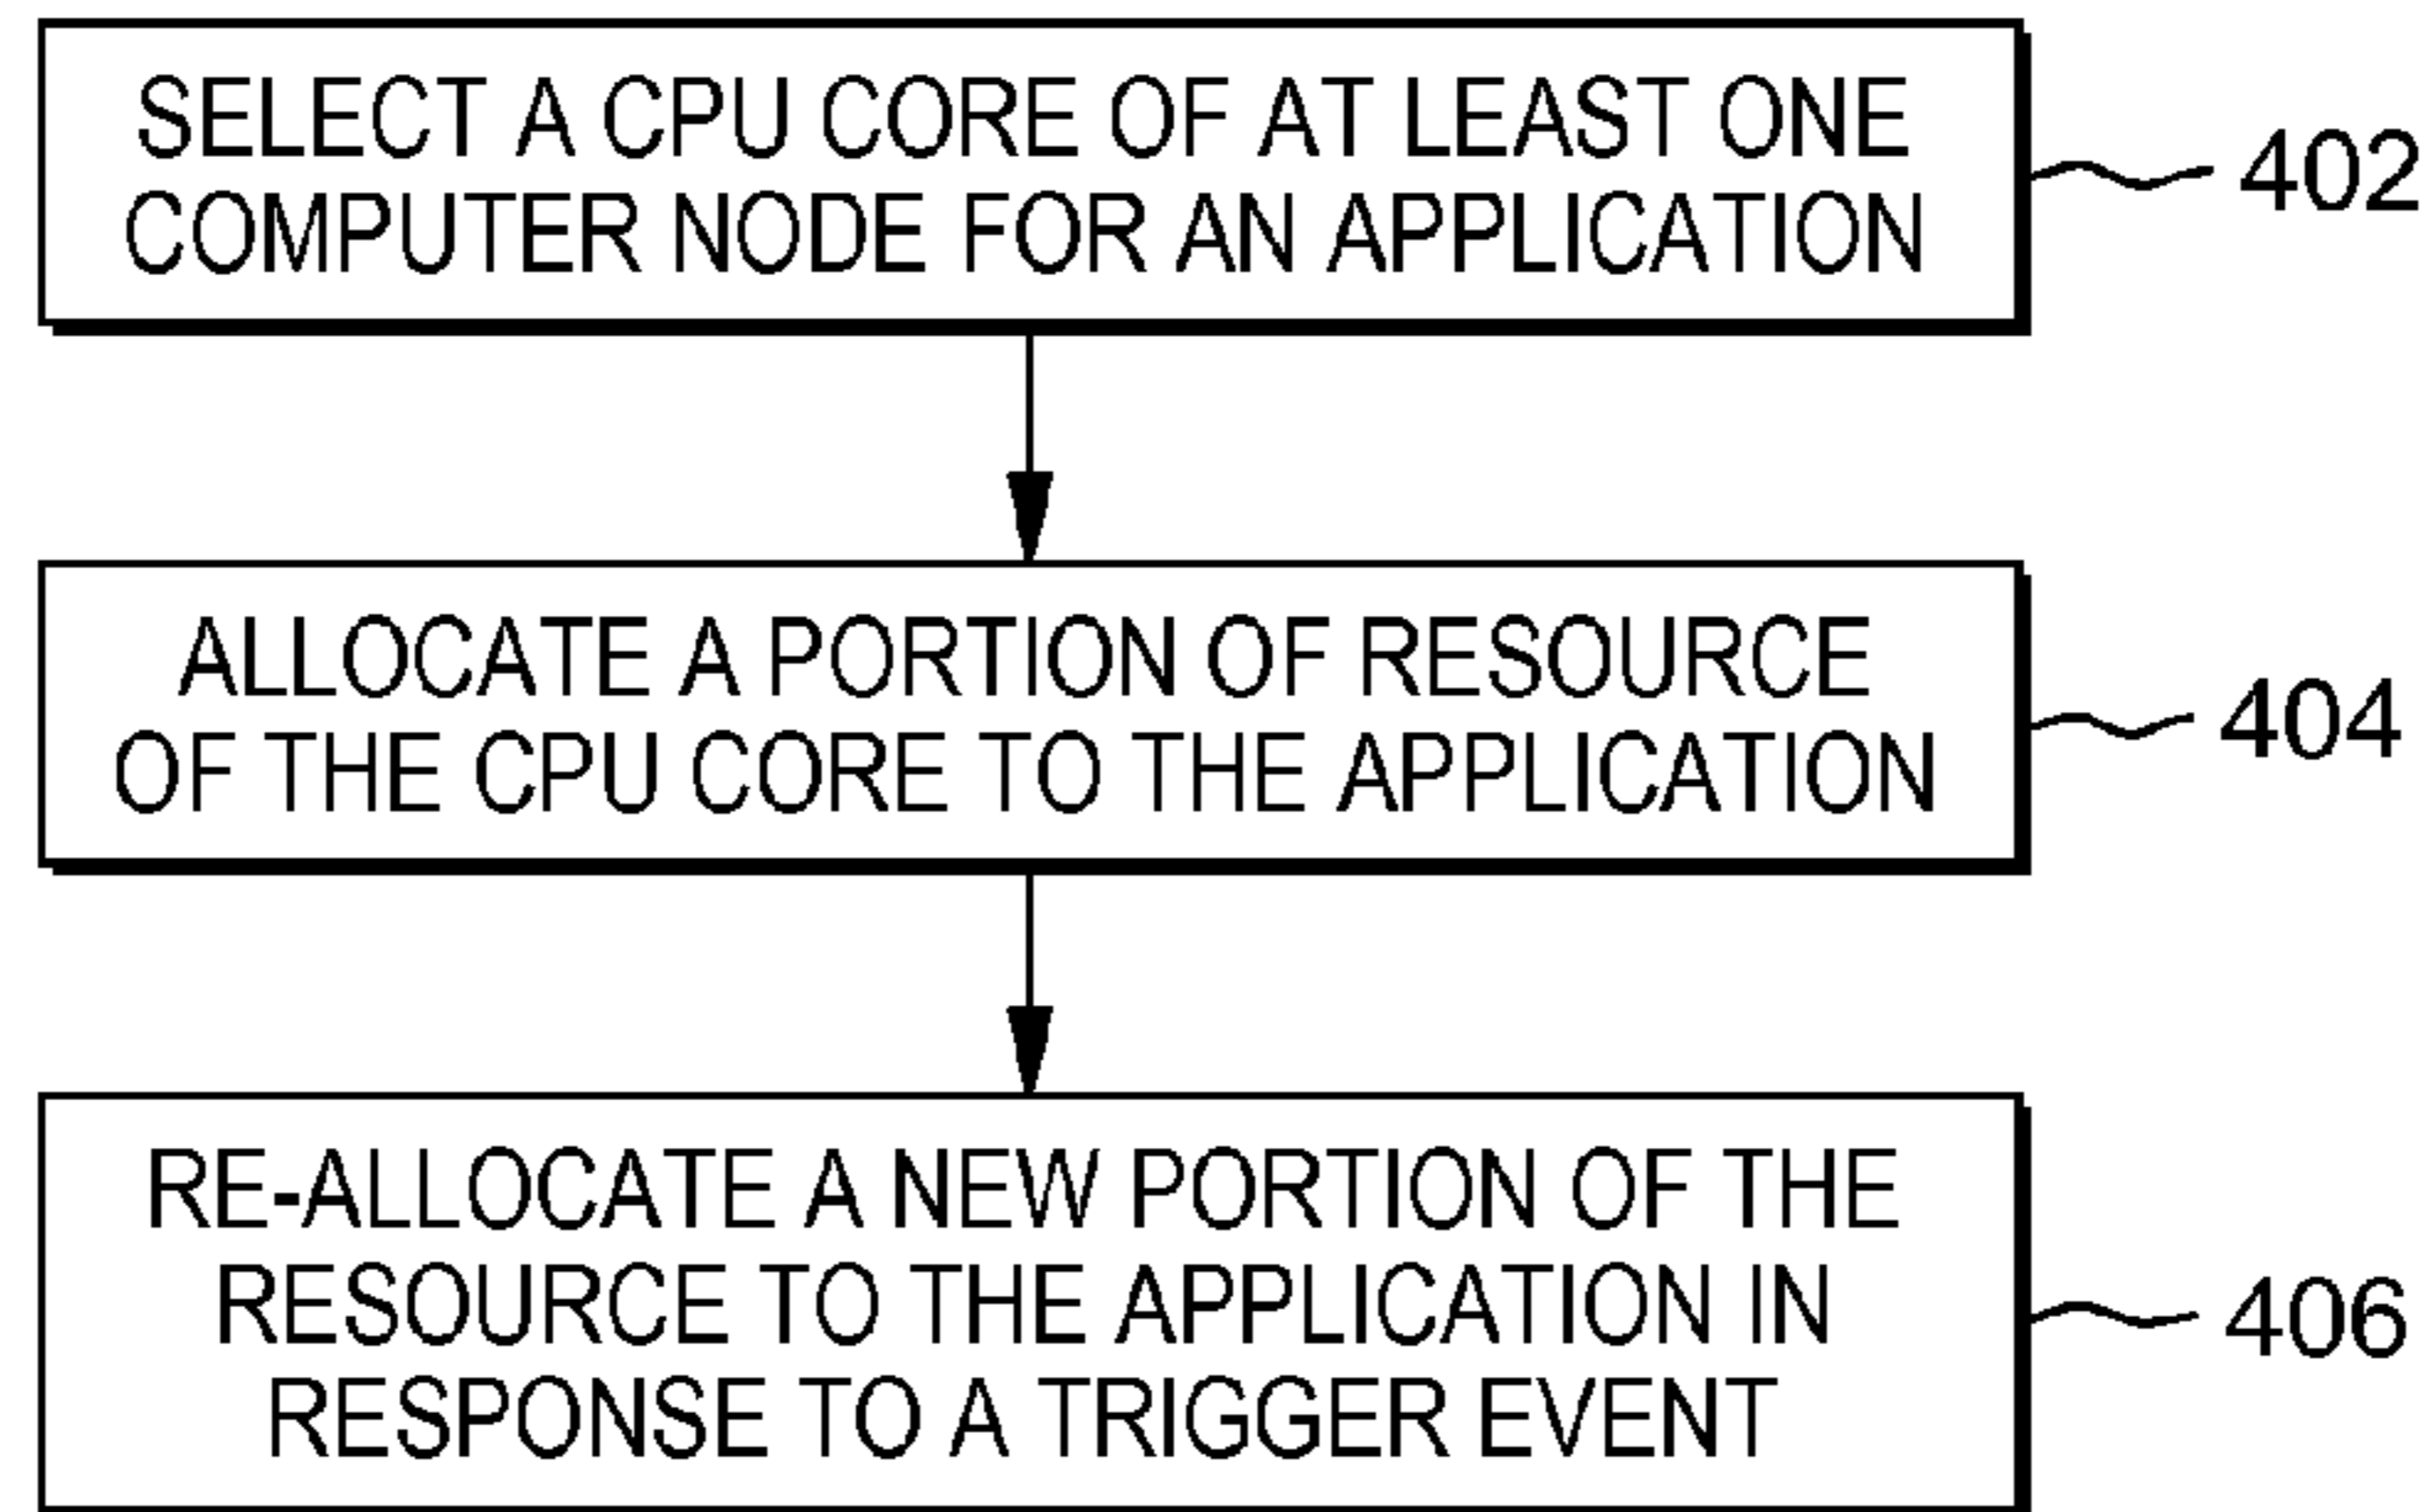 SELECT A CPU CORE OF AT LEAST ONE
COMPUTER NODE FOR AN APPLICATION
402
ALLOCATE A PORTION OF RESOURCE
OF THE CPU CORE TO THE APPLICATION
404
RE-ALLOCATE A NEW PORTION OF THE
RESOURCE TO THE APPLICATION IN
RESPONSE TO A TRIGGER EVENT
406